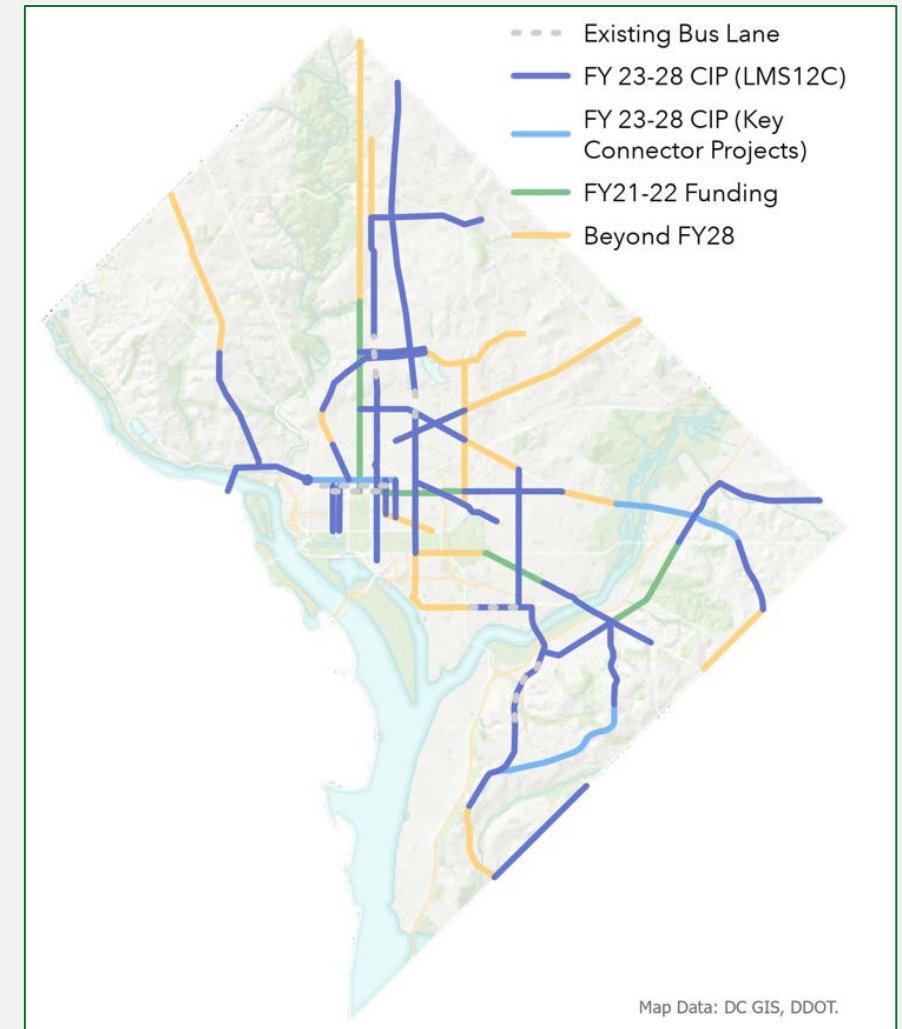 Existing Bus Lane
FY 23-28 CIP (LMS12C)
FY 23-28 CIP (Key
Connector Projects)
FY21-22 Funding
Beyond FY28
Map Data: DC GIS, DDOT.